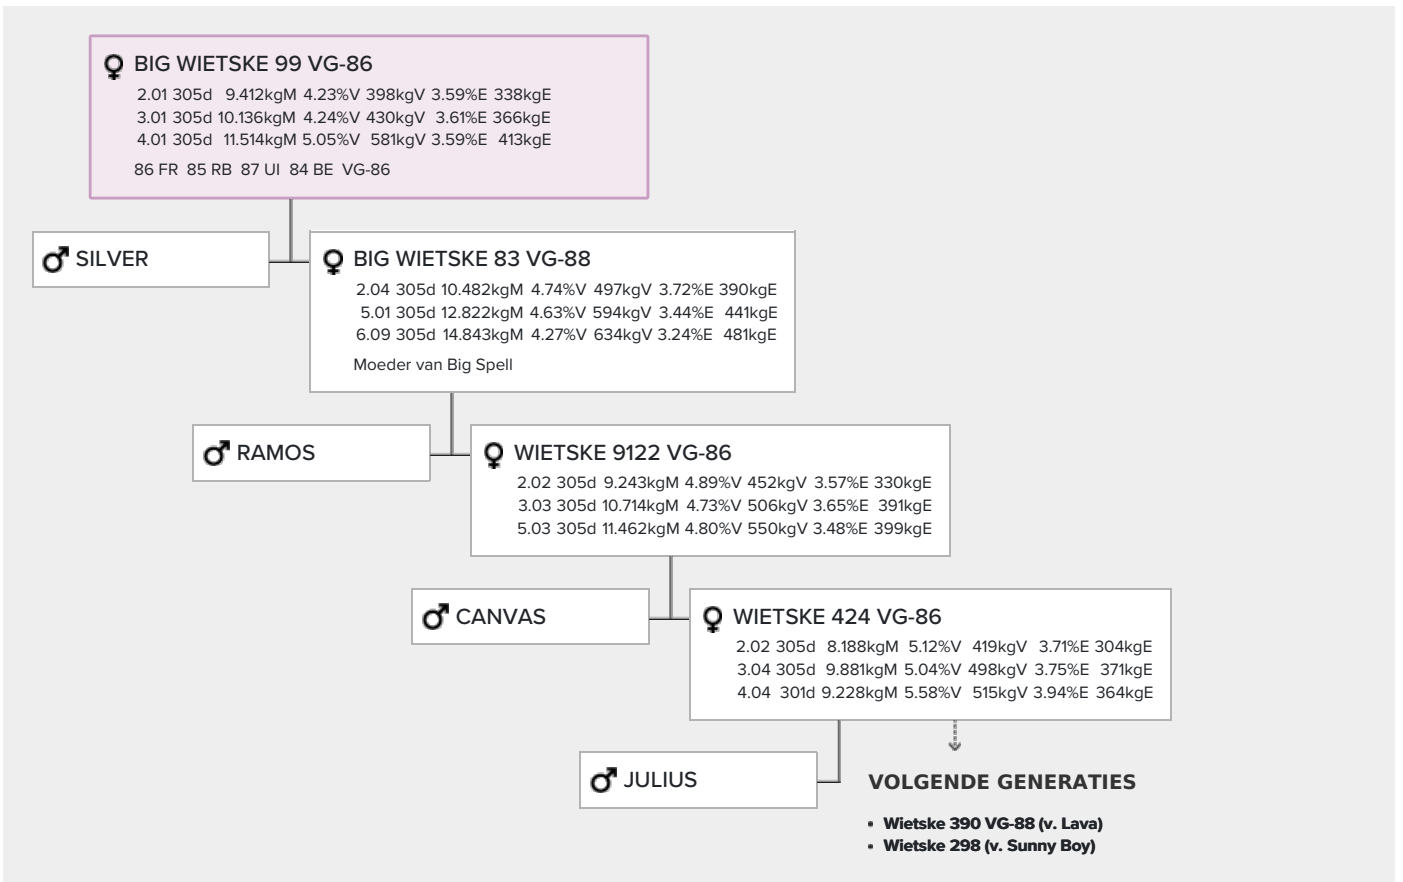 BIG WIETSKE 99 VG-86
2.01 305d 9.412kgM 4.23%V 398kgV 3.59%E 338kgE
3.01 305d 10.136kgM 4.24%V 430kgV 3.61%E 366kgE
4.01 305d 11.514kgM 5.05%V 581kgV 3.59%E 413kgE
86 FR 85 RB 87 UI 84 BE VG-86
SILVER
BIG WIETSKE 83 VG-88
2.04 305d 10.482kgM 4.74%V 497kgV 3.72%E 390kgE
5.01 305d 12.822kgM 4.63%V 594kgV 3.44%E 441kgE
6.09 305d 14.843kgM 4.27%V 634kgV 3.24%E 481kgE
Moeder van Big Spell
RAMOS
WIETSKE 9122 VG-86
2.02 305d 9.243kgM 4.89%V 452kgV 3.57%E 330kgE
3.03 305d 10.714kgM 4.73%V 506kgV 3.65%E 391kgE
5.03 305d 11.462kgM 4.80%V 550kgV 3.48%E 399kgE
CANVAS
WIETSKE 424 VG-86
2.02 305d 8.188kgM 5.12%V 419kgV 3.71%E 304kgE
3.04 305d 9.881kgM 5.04%V 498kgV 3.75%E 371kgE
4.04 301d 9.228kgM 5.58%V 515kgV 3.94%E 364kgE
JULIUS
VOLGENDE GENERATIES
• Wietske 390 VG-88 (v. Lava)
• Wietske 298 (v. Sunny Boy)